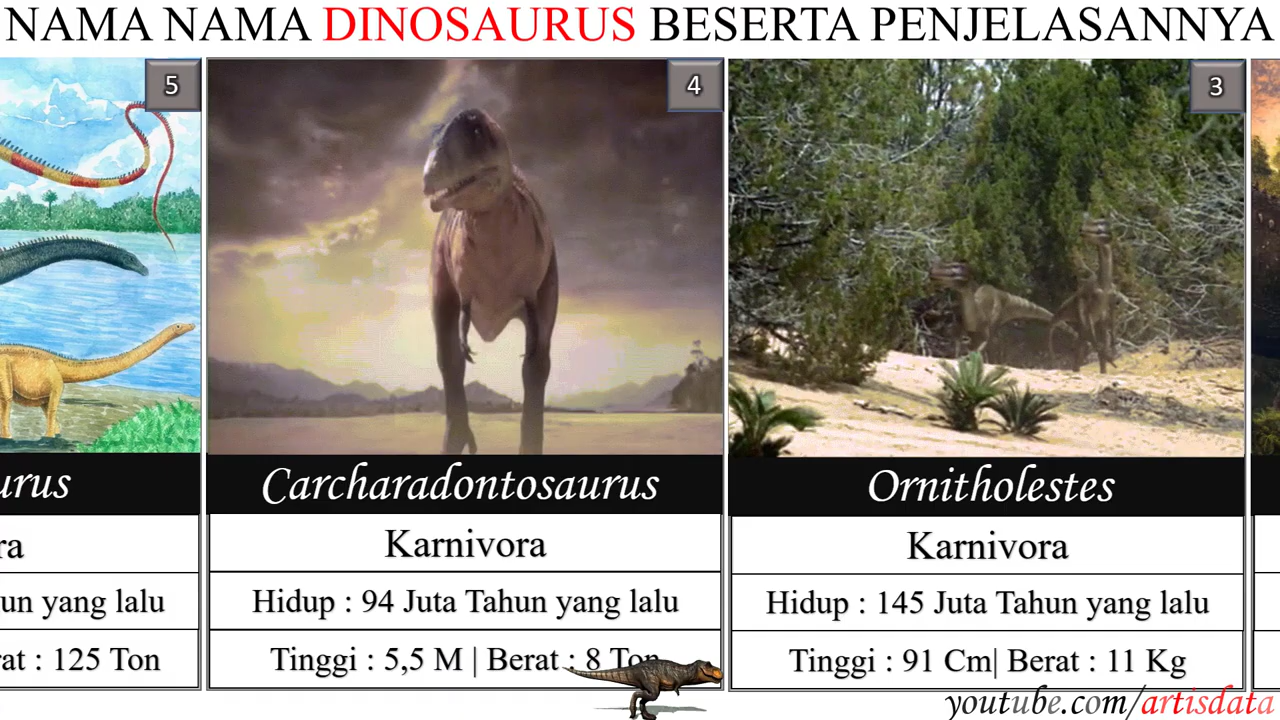 NAMA NAMA DINOSAURUS BESERTA PENJELASANNYA
5
urus
ra
un yang lalu
rat : 125 Ton
4
Carcharadontosaurus
Karnivora
Hidup : 94 Juta Tahun yang lalu
Tinggi : 5,5 M | Berat : 8 Ton
3
Ornitholestes
Karnivora
Hidup : 145 Juta Tahun yang lalu
Tinggi : 91 Cm| Berat : 11 Kg
youtube.com/artisdata